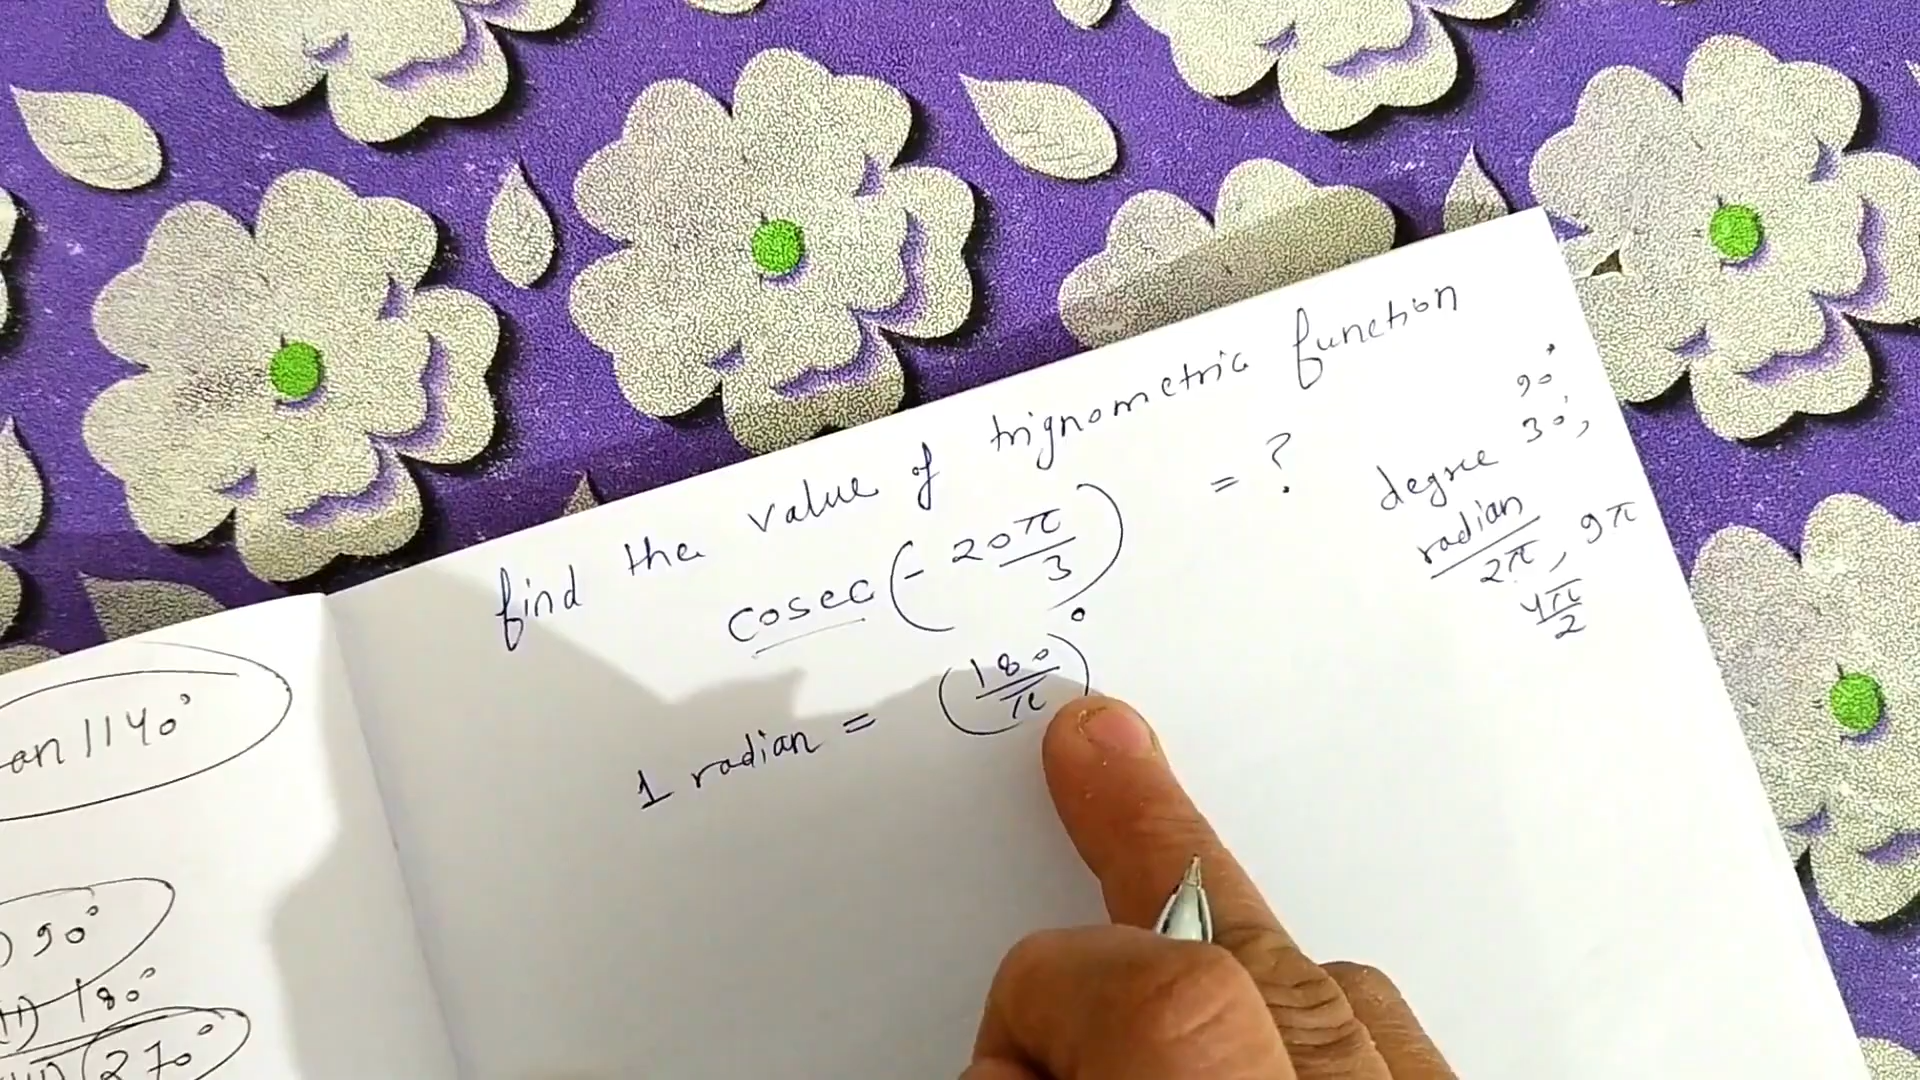 find the value of trignometric function
cosec (- 20π/3) = ?
1 radian = (180/π)°
90°
degree 30°,
radian
2π, 9π
4π/2
an 1140°
) 90°
180°
270°